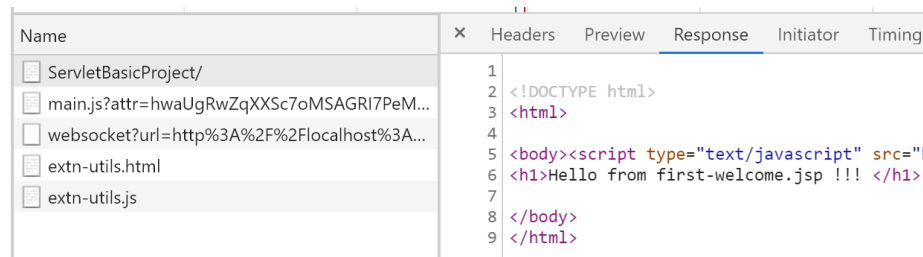 Name
ServletBasicProject/
main.js?attr=hwaUgRwZqXXSc7oMSAGRI7PeM...
websocket?url=http%3A%2F%2Flocalhost%3A...
extn-utils.html
extn-utils.js
× Headers Preview Response Initiator Timing
1
2 <!DOCTYPE html>
3 <html>
4
5 <body><script type="text/javascript" src="
6 <h1>Hello from first-welcome.jsp !!! </h1>
7
8 </body>
9 </html>